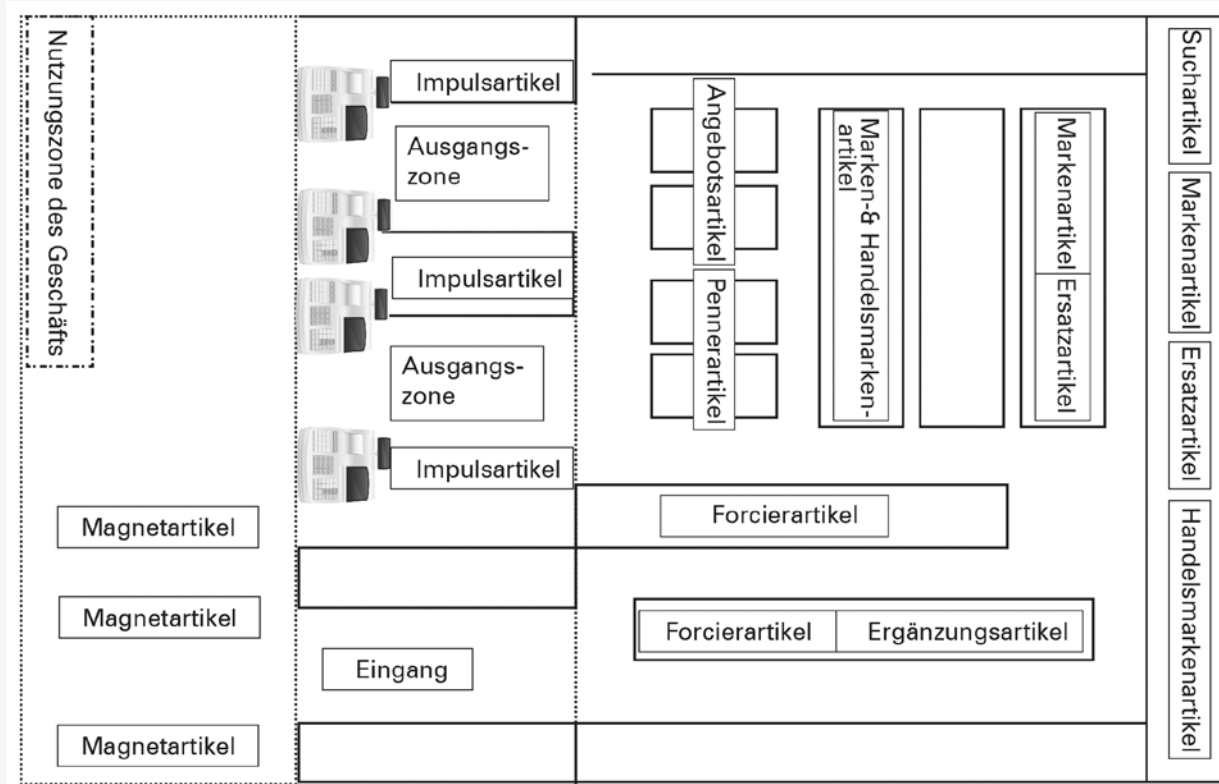 Nutzungszone des Geschäfts
Impulsartikel
Ausgangs-
zone
Impulsartikel
Ausgangs-
zone
Impulsartikel
Magnetartikel
Magnetartikel
Magnetartikel
Eingang
Angebotsartikel
Pennerartikel
Marken-& Handelsmarken-
artikel
Markenartikel
Ersatzartikel
Forcierartikel
Forcierartikel
Ergänzungsartikel
Suchartikel
Markenartikel
Ersatzartikel
Handelsmarkenartikel